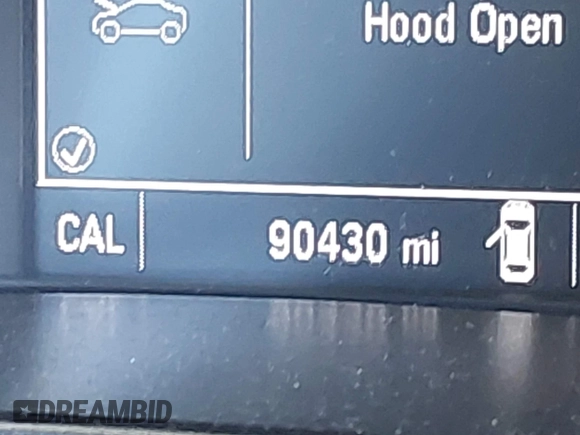 Hood Open
CAL 90430 mi
DREAMBID